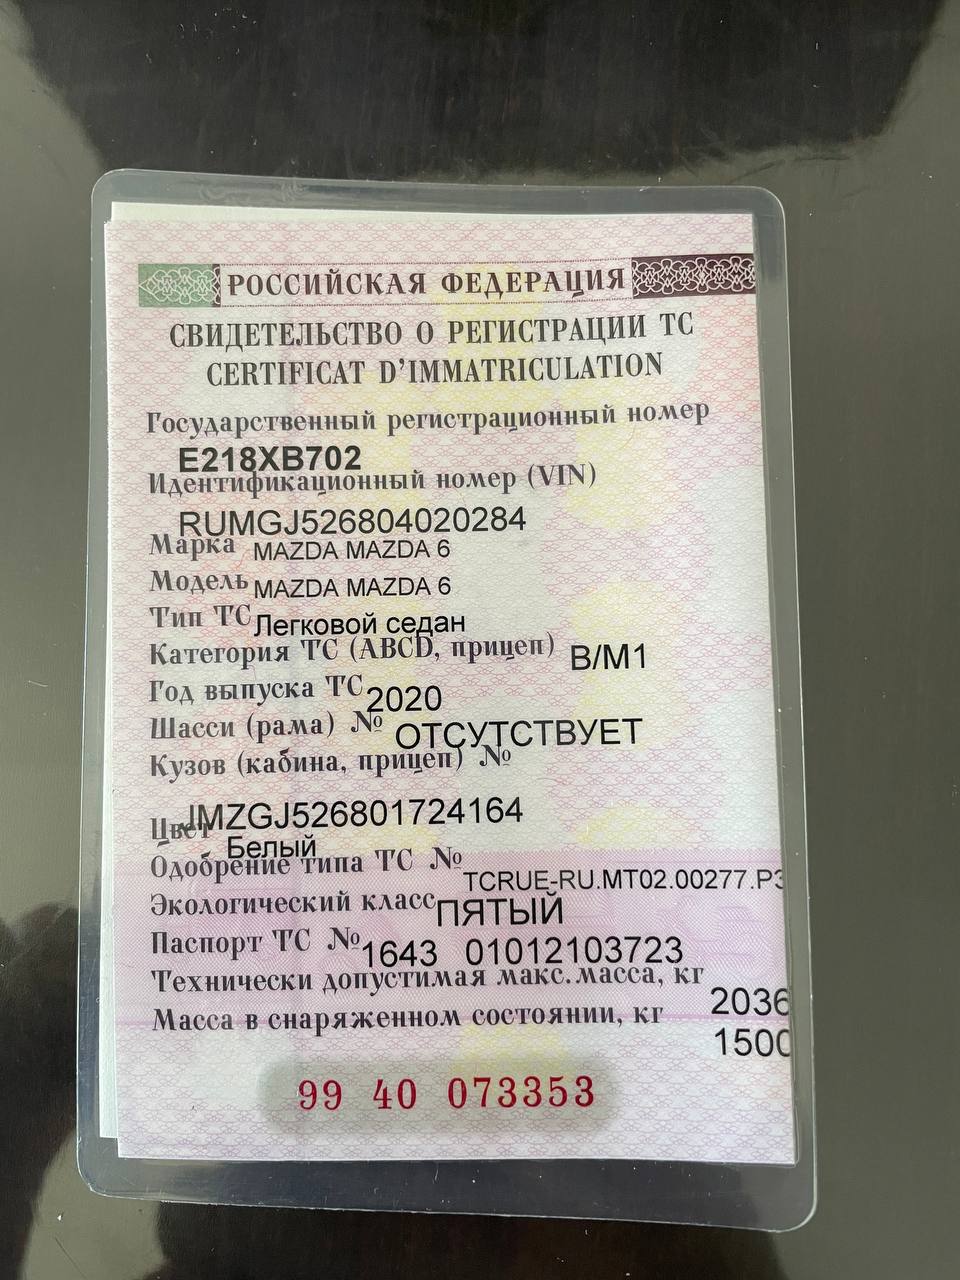 РОССИЙСКАЯ ФЕДЕРАЦИЯ
СВИДЕТЕЛЬСТВО О РЕГИСТРАЦИИ ТС
CERTIFICAT D'IMMATRICULATION
Государственный регистрационный номер
Е218ХВ702
Идентификационный номер (VIN)
RUMGJ526804020284
Марка MAZDA MAZDA 6
Модель MAZDA MAZDA 6
Тип ТС Легковой седан
Категория ТС (ABCD, прицеп) B/M1
Год выпуска ТС 2020
Шасси (рама) № ОТСУТСТВУЕТ
Кузов (кабина, прицеп) №
JMZGJ526801724164
Цвет Белый
Одобрение типа ТС № TCRUE-RU.MT02.00277.P3
Экологический класс ПЯТЫЙ
Паспорт ТС № 1643 01012103723
Технически допустимая макс.масса, кг 2036
Масса в снаряженном состоянии, кг 1500
99 40 073353